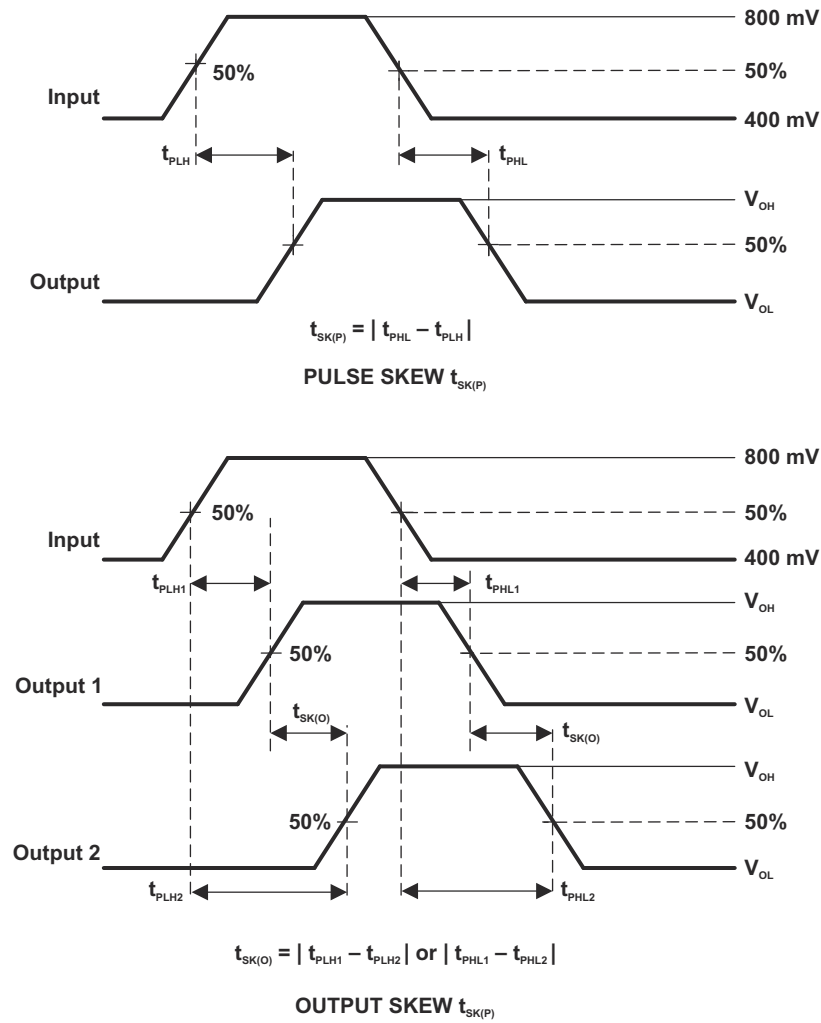 800 mV
50%
50%
Input
400 mV
tPLH
tPHL
VOH
50%
Output
VOL
tSK(P) = | tPHL – tPLH |
PULSE SKEW tSK(P)
800 mV
50%
50%
Input
400 mV
tPLH1
tPHL1
VOH
50%
50%
Output 1
VOL
tSK(O)
tSK(O)
VOH
50%
50%
Output 2
VOL
tPLH2
tPHL2
tSK(O) = | tPLH1 – tPLH2 | or | tPHL1 – tPHL2 |
OUTPUT SKEW tSK(P)